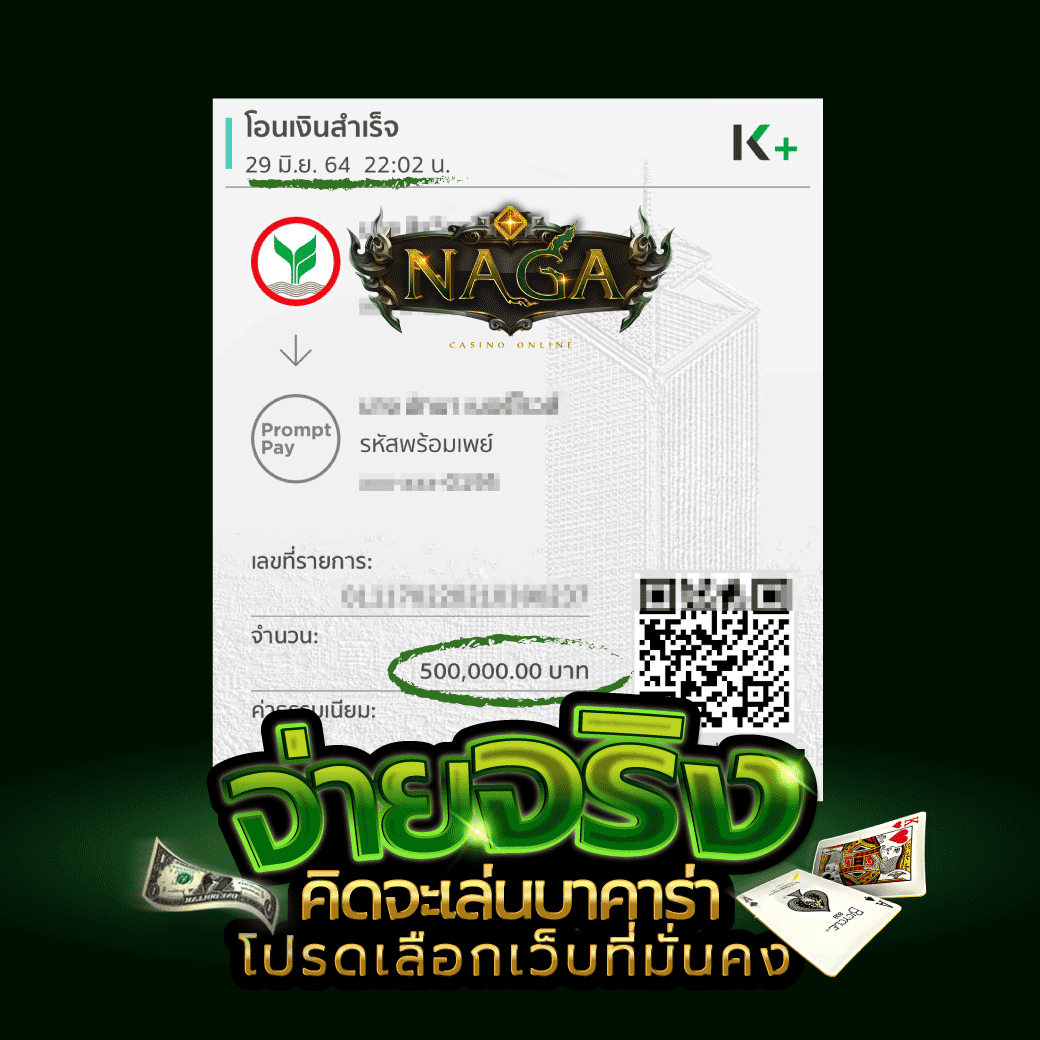 โอนเงินสำเร็จ
29 มิ.ย. 64 22:02 น.
K+
NAGA
CASINO ONLINE
Prompt
Pay
รหัสพร้อมเพย์
เลขที่รายการ:
จำนวน:
500,000.00 บาท
ค่าธรรมเนียม:
จ่ายจริง
คิดจะเล่นบาคาร่า
โปรดเลือกเว็บที่มั่นคง
K
A
BICYCLE
A